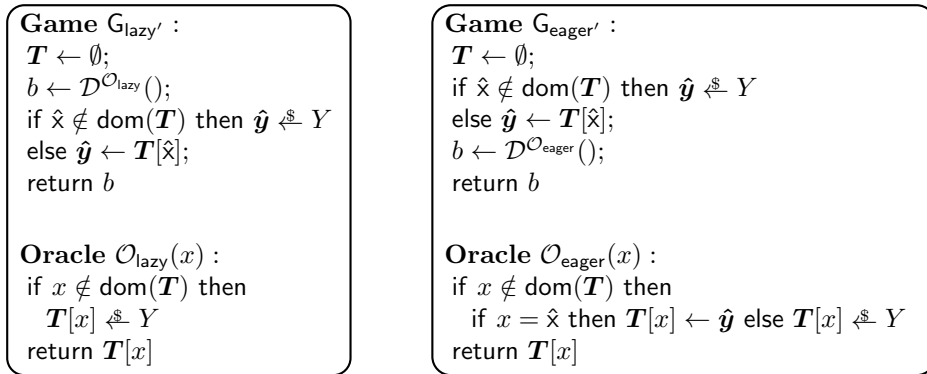 Game G_lazy′ :
T ← ∅;
b ← 𝒟^{𝒪_lazy}();
if x̂ ∉ dom(T) then ŷ ↞$ Y
else ŷ ← T[x̂];
return b
Oracle 𝒪_lazy(x) :
if x ∉ dom(T) then
T[x] ↞$ Y
return T[x]
Game G_eager′ :
T ← ∅;
if x̂ ∉ dom(T) then ŷ ↞$ Y
else ŷ ← T[x̂];
b ← 𝒟^{𝒪_eager}();
return b
Oracle 𝒪_eager(x) :
if x ∉ dom(T) then
if x = x̂ then T[x] ← ŷ else T[x] ↞$ Y
return T[x]